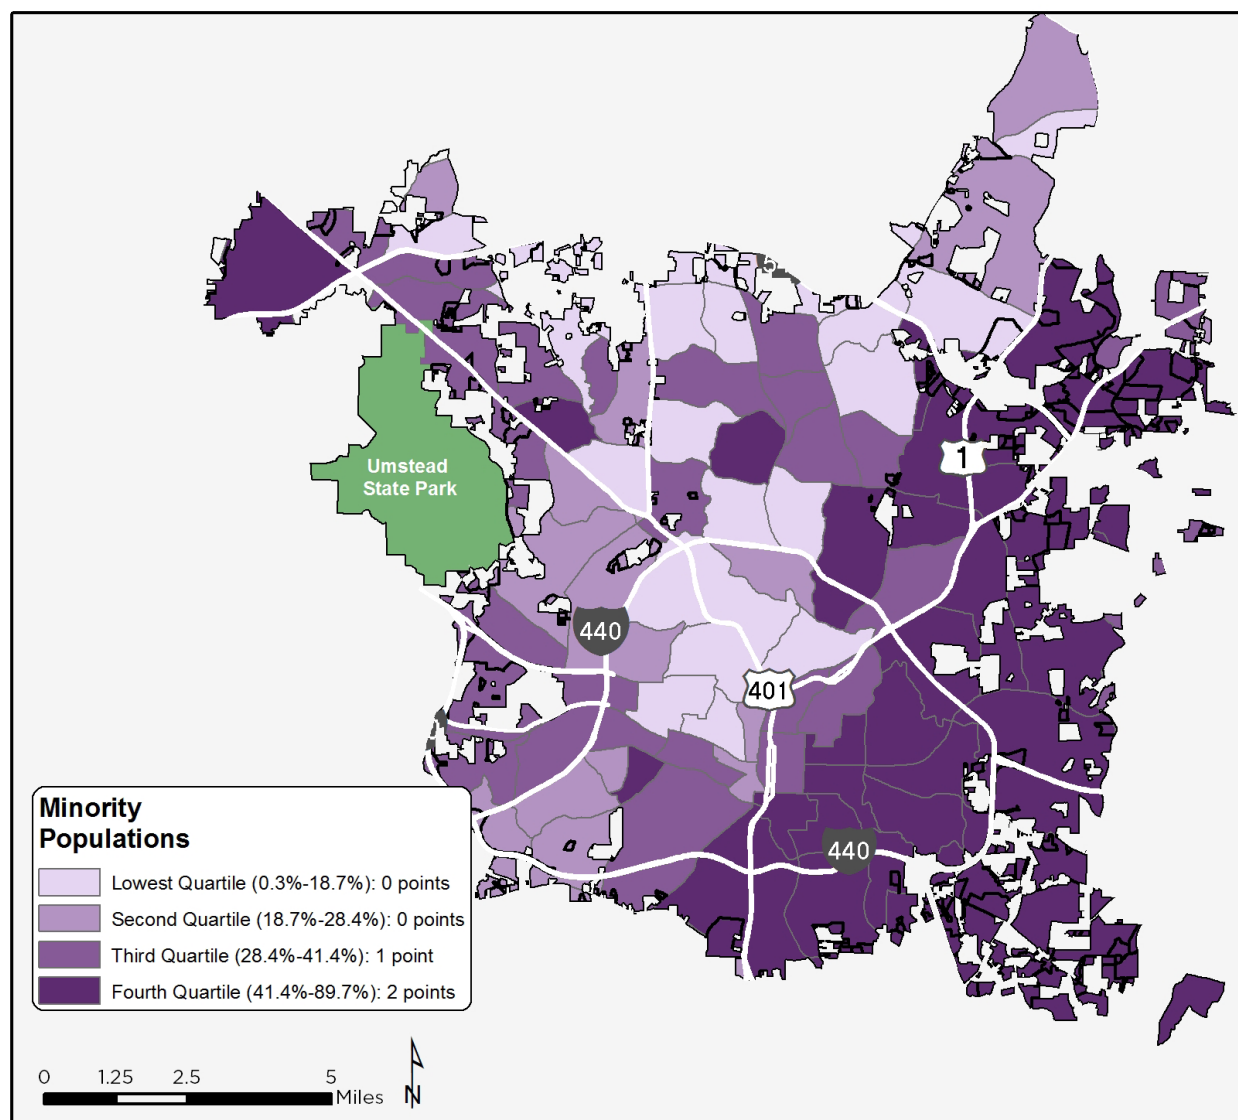 Umstead
State Park
1
440
401
440
Minority
Populations
Lowest Quartile (0.3%-18.7%): 0 points
Second Quartile (18.7%-28.4%): 0 points
Third Quartile (28.4%-41.4%): 1 point
Fourth Quartile (41.4%-89.7%): 2 points
0 1.25 2.5 5
Miles
N